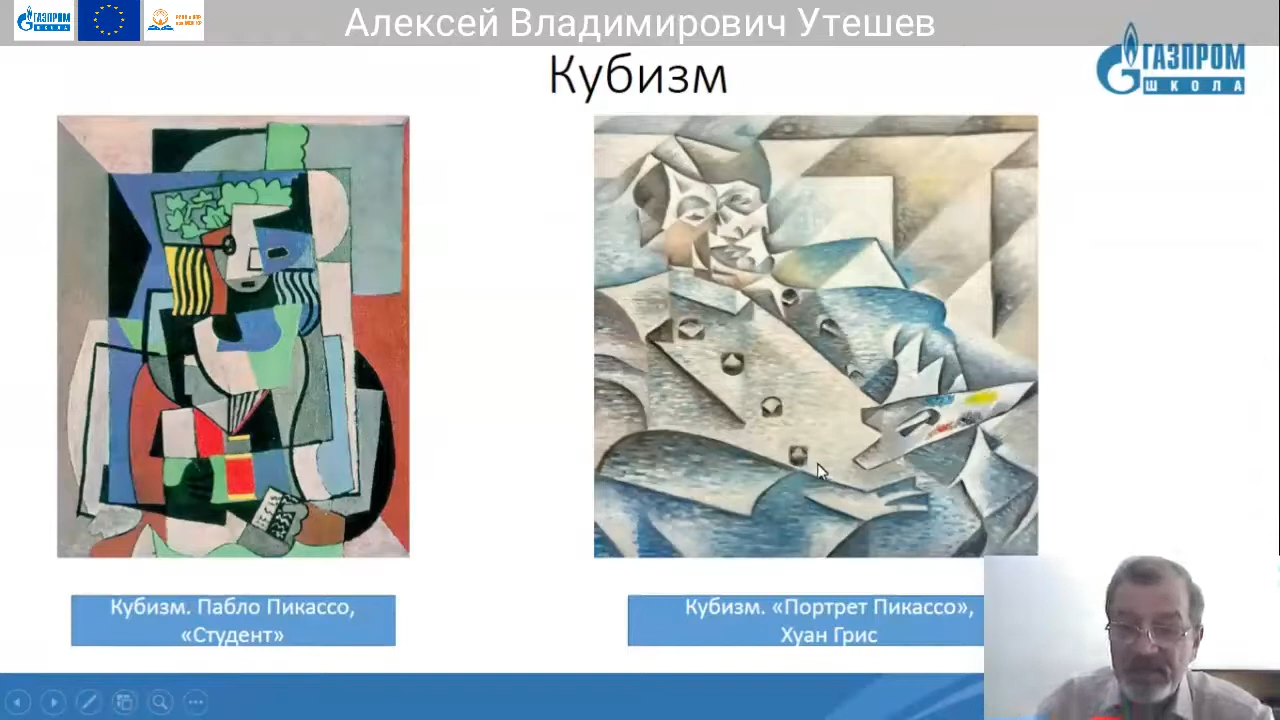 Алексей Владимирович Утешев
Кубизм
ГАЗПРОМ
ШКОЛА
Кубизм. Пабло Пикассо,
«Студент»
Кубизм. «Портрет Пикассо»,
Хуан Грис